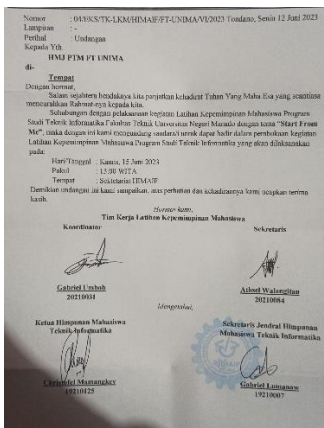 Nomor : 04/BKS/TK-LKM/HIMAIF/FT-UNIMA/VI/2023 Tondano, Senin 12 Juni 2023
Lampiran : -
Perihal : Undangan
Kepada Yth.
HMJ PTM FT UNIMA
di-
Tempat
Dengan hormat,
Salam sejahtera hendaknya kita panjatkan kehadirat Tuhan Yang Maha Esa yang senantiasa
mencurahkan Rahmat-nya kepada kita.
Sehubungan dengan pelaksanaan kegiatan Latihan Kepemimpinan Mahasiswa Program
Studi Teknik Informatika Fakultas Teknik Universitas Negeri Manado dengan tema "Start From
Me", maka dengan ini kami mengundang saudara/i untuk dapat hadir dalam pembukaan kegiatan
Latihan Kepemimpinan Mahasiswa Program Studi Teknik Informatika yang akan dilaksanakan
pada:
Hari/Tanggal : Kamis, 15 Juni 2023
Pukul : 15.00 WITA
Tempat : Sekretariat HIMAIF
Demikian undangan ini kami sampaikan, atas perhatian dan kehadirannya kami ucapkan terima
kasih.
Hormat kami,
Tim Kerja Latihan Kepemimpinan Mahasiswa
Koordinator Sekretaris
Gabriel Umboh Walangitan
20210004 20210084
Mengetahui,
Ketua Himpunan Mahasiswa Sekretaris Jendral Himpunan
Teknik Informatika Mahasiswa Teknik Informatika
Mamangkey Gabriel Lumanaw
19210125 19210007